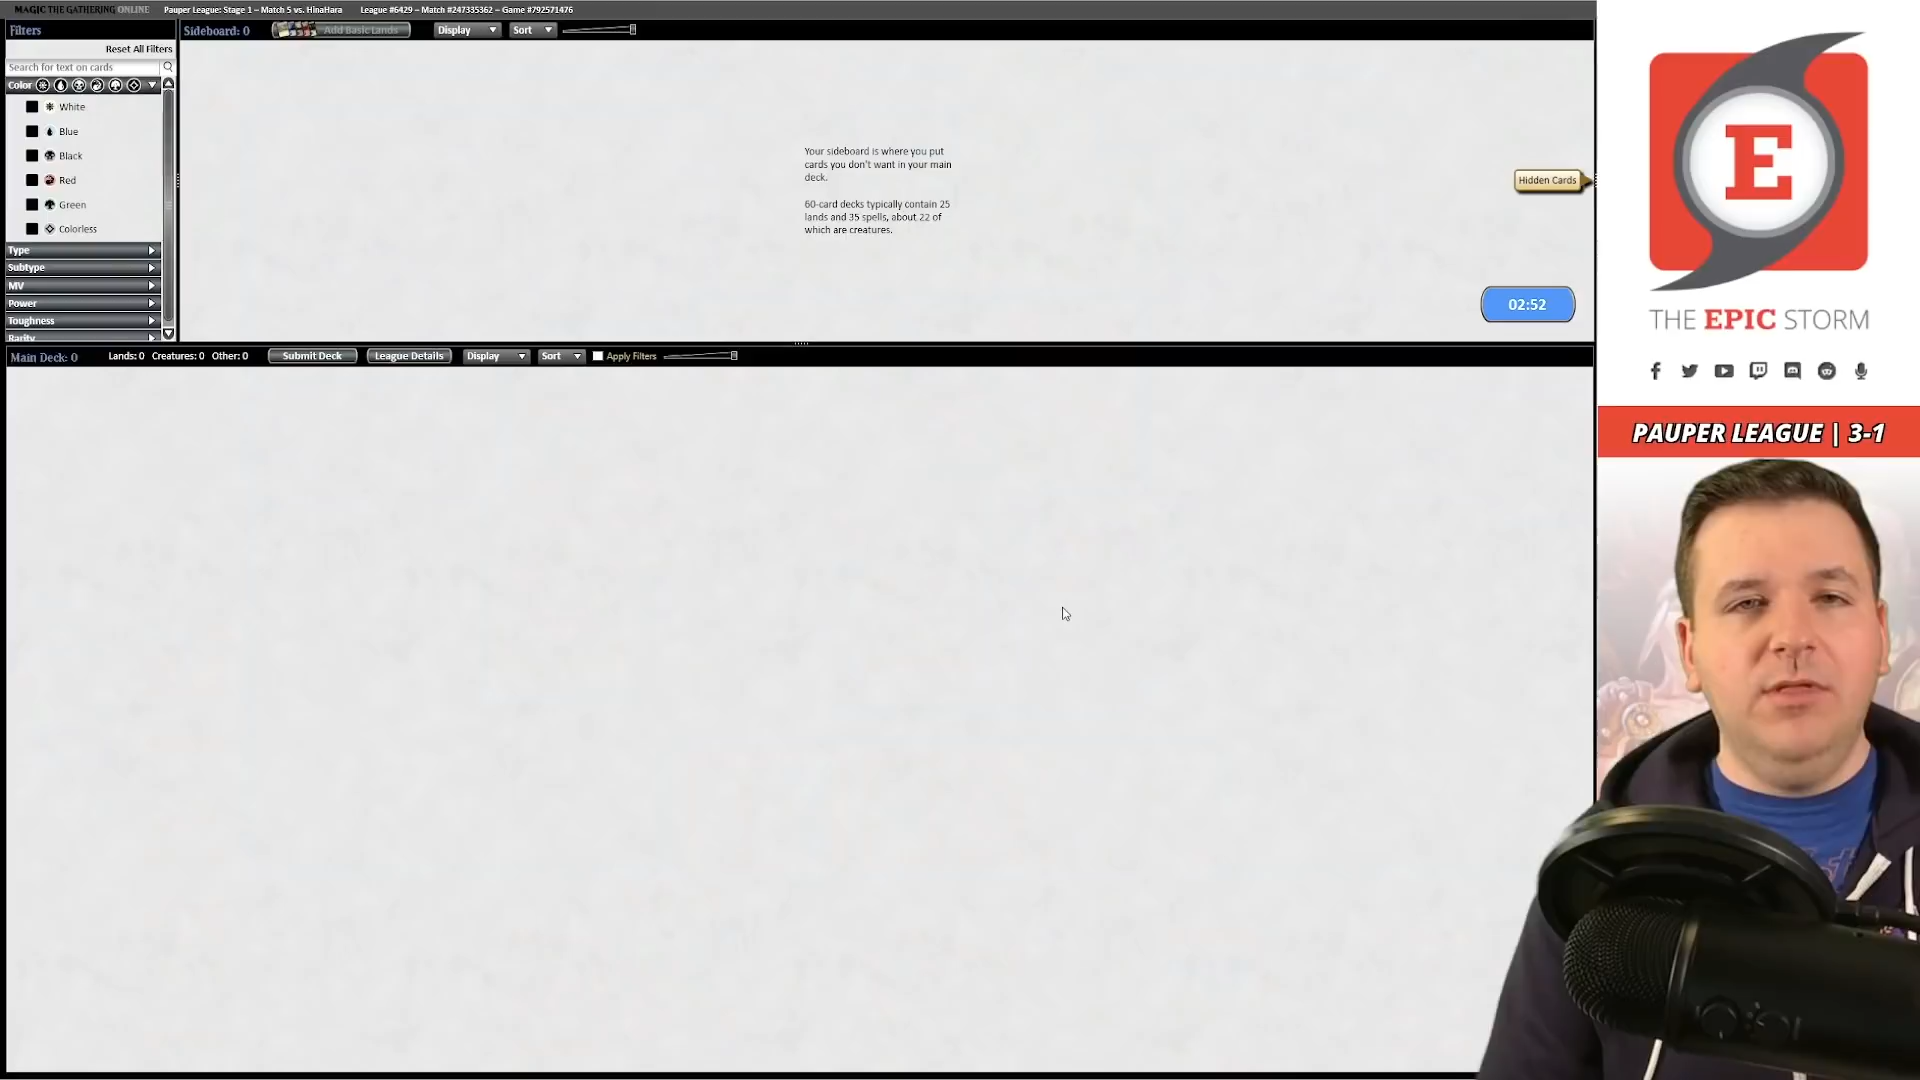 MAGIC THE GATHERING ONLINE Pauper League: Stage 1 – Match 5 vs. HinaHara League #6429 – Match #247335362 – Game #792571476
Filters
Sideboard: 0 Add Basic Lands Display Sort
Reset All Filters
Search for text on cards
Color
White
Blue
Black
Red
Green
Colorless
Type
Subtype
MV
Power
Toughness
Rarity
Your sideboard is where you put
cards you don't want in your main
deck.
60-card decks typically contain 25
lands and 35 spells, about 22 of
which are creatures.
Hidden Cards
02:52
Main Deck: 0 Lands: 0 Creatures: 0 Other: 0 Submit Deck League Details Display Sort Apply Filters
E
THE EPIC STORM
PAUPER LEAGUE | 3-1